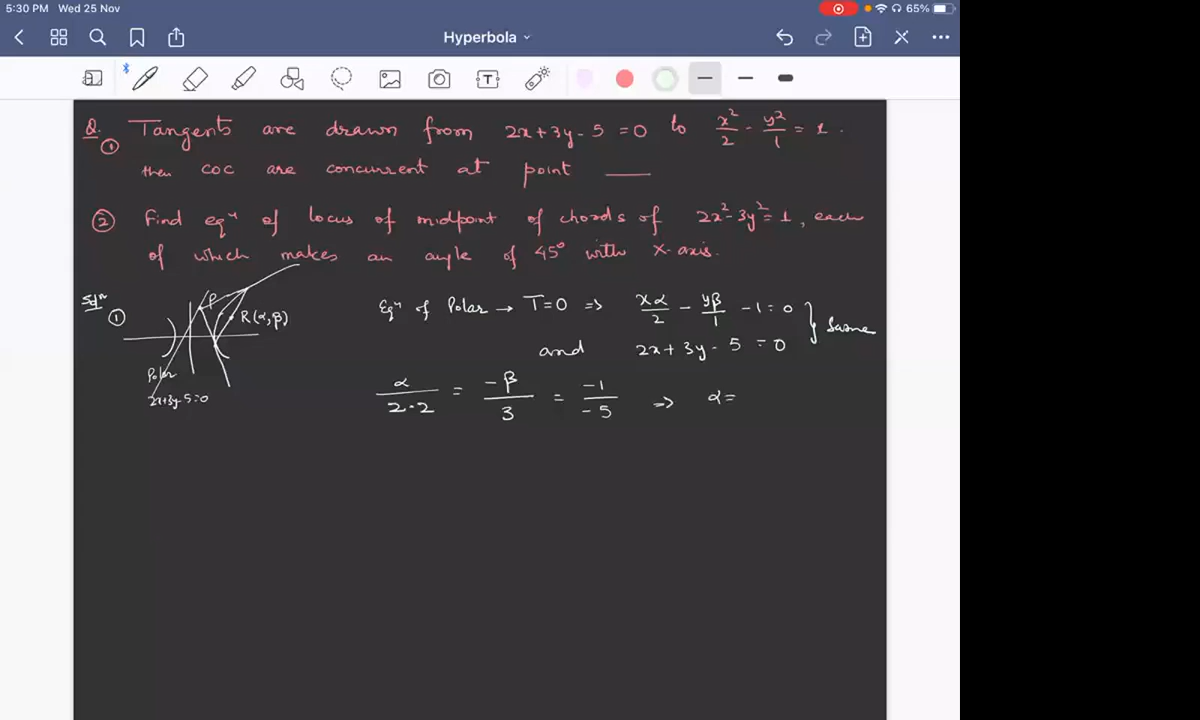 5:30 PM Wed 25 Nov
65%
Hyperbola
T
Q. ① Tangents are drawn from 2x+3y-5=0 to x²/2 - y²/1 = 1.
then COC are concurrent at point ___
② Find eqⁿ of locus of midpoint of chords of 2x²-3y²=1, each
of which makes an angle of 45° with X-axis.
Solⁿ ①
P
R(α,β)
Polar
2x+3y-5=0
Eqⁿ of Polar → T=0 ⇒ xα/2 - yβ/1 - 1=0
and 2x+3y-5=0 } Same
α/2·2 = -β/3 = -1/-5 ⇒ α=